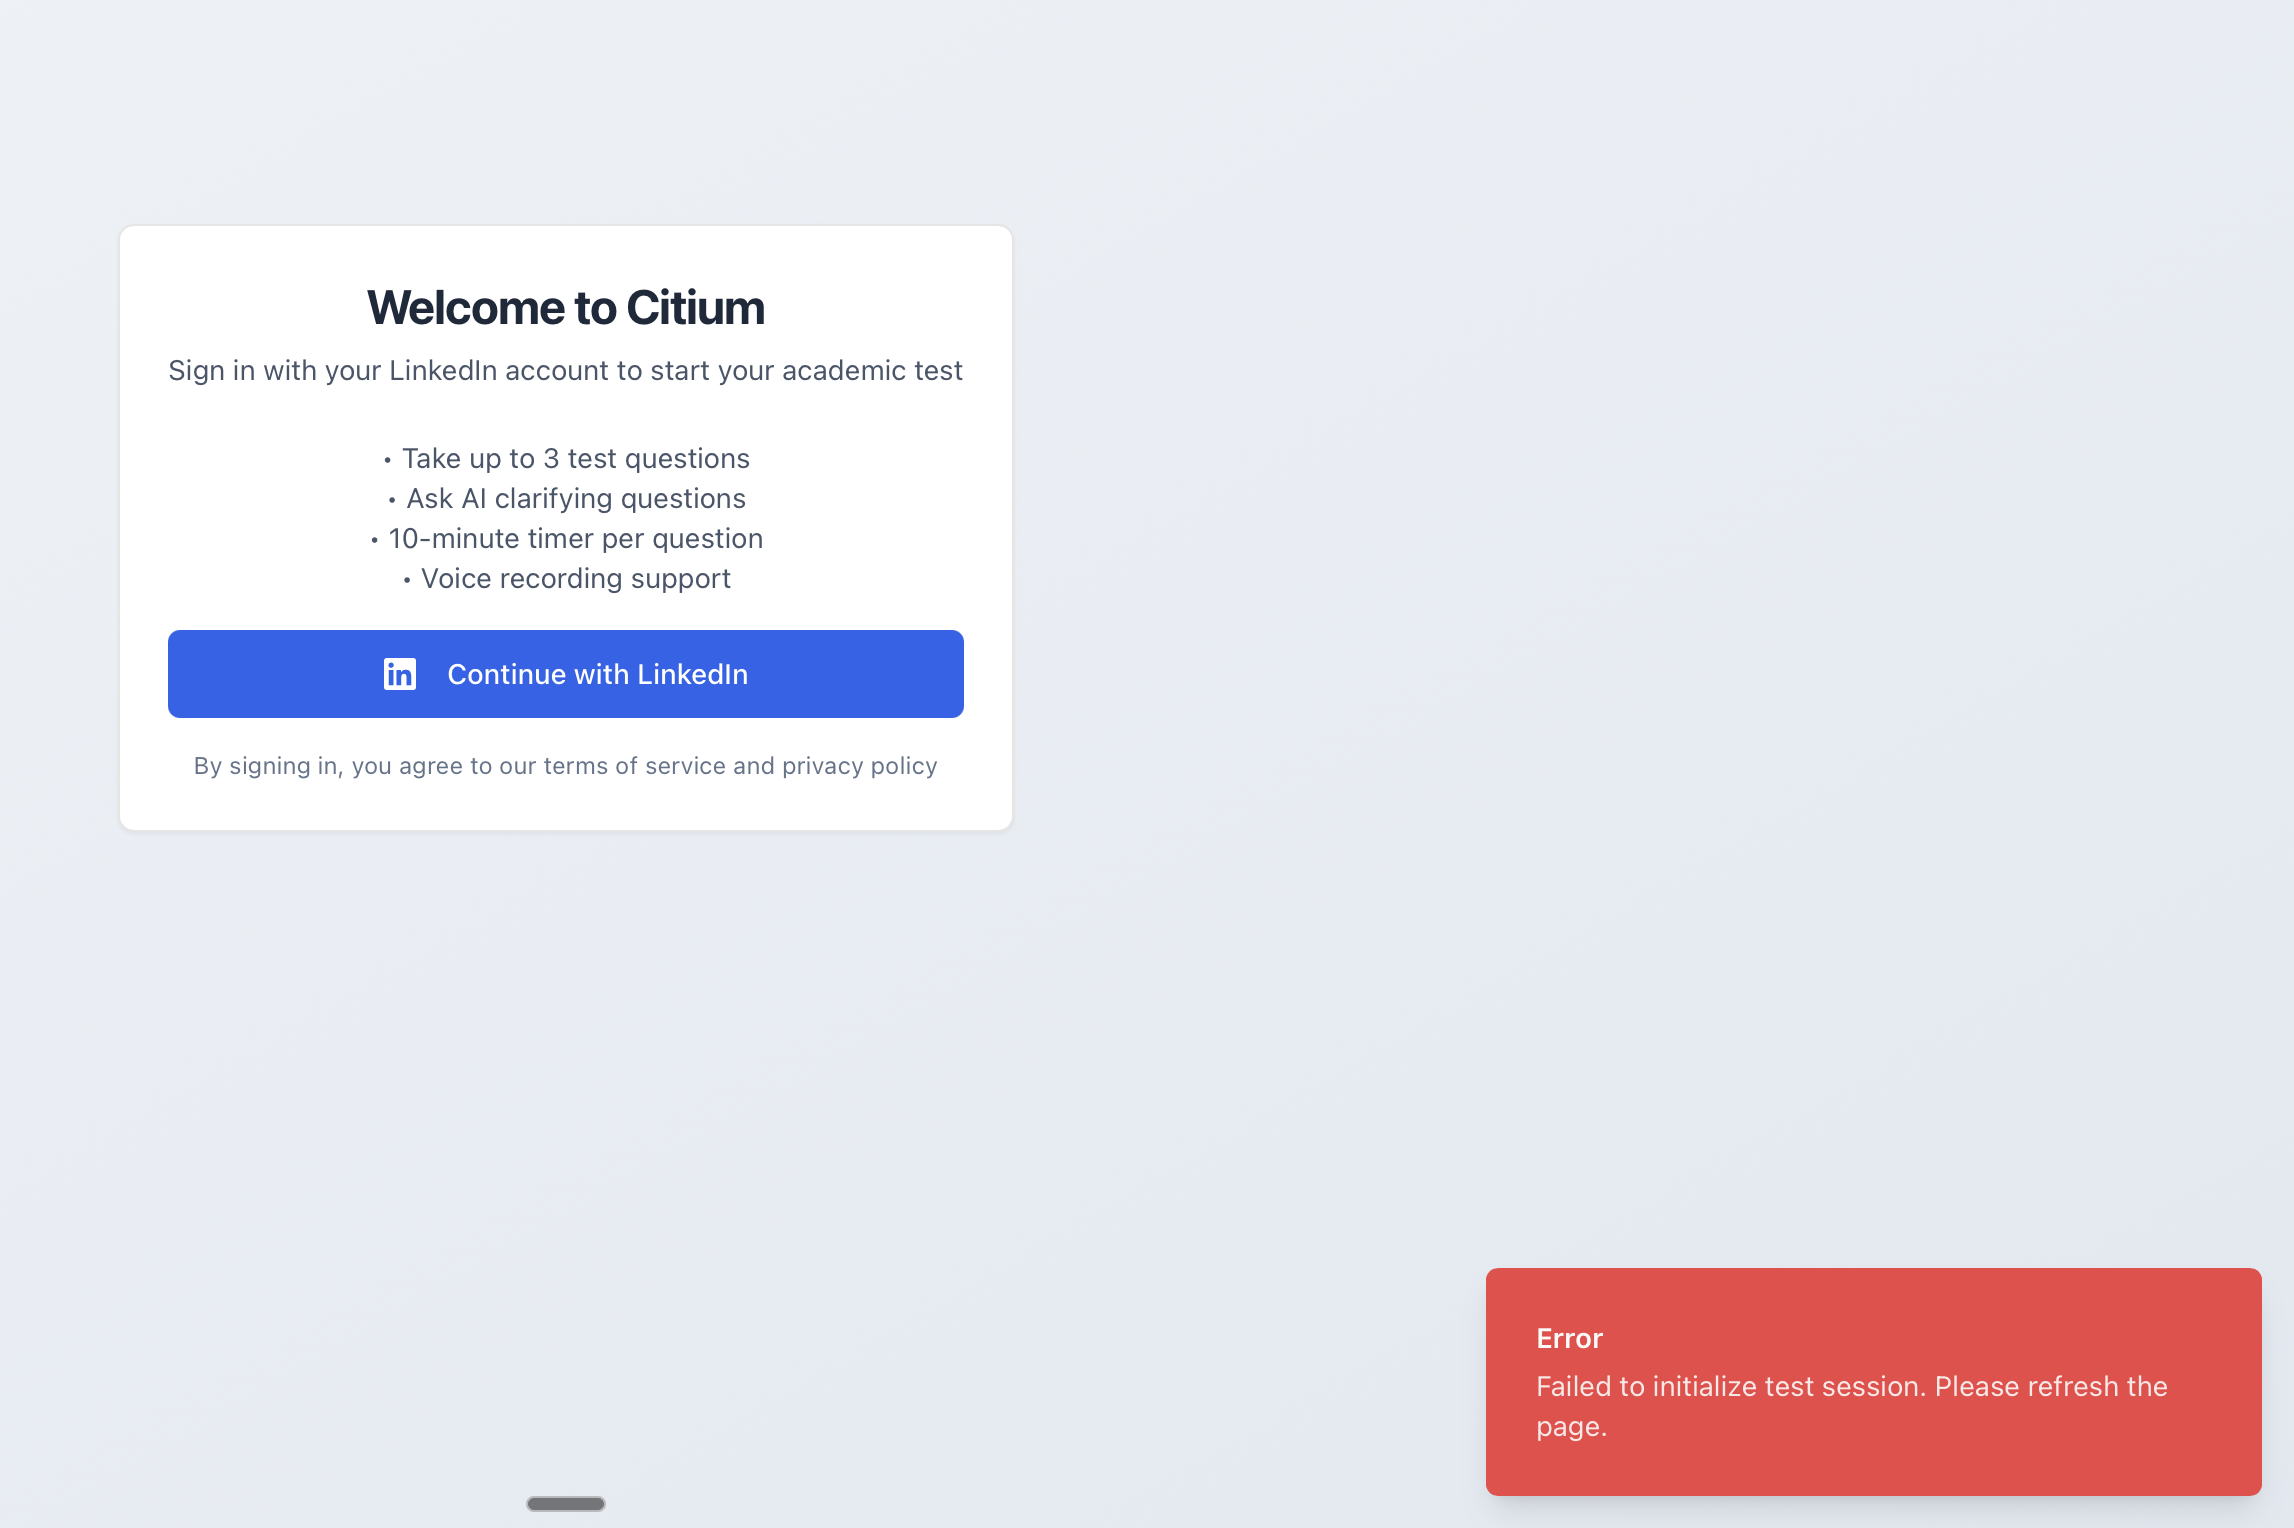 Welcome to Citium
Sign in with your LinkedIn account to start your academic test
• Take up to 3 test questions
• Ask AI clarifying questions
• 10-minute timer per question
• Voice recording support
in Continue with LinkedIn
By signing in, you agree to our terms of service and privacy policy
Error
Failed to initialize test session. Please refresh the
page.